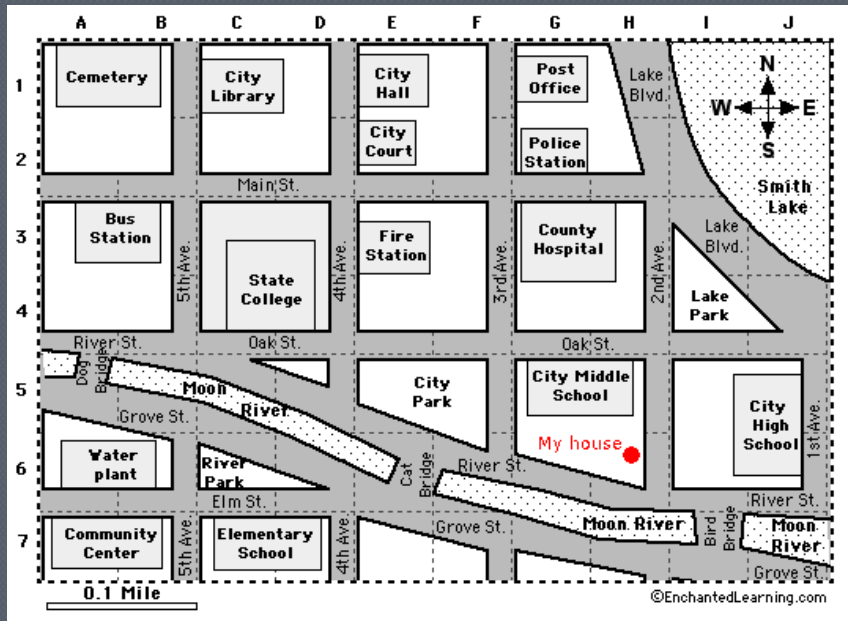 A B C D E F G H I J
1
Cemetery
City
Library
City
Hall
Post
Office
Lake
Blvd.
N
W E
S
2
City
Court
Police
Station
Smith
Lake
Main St.
3
Bus
Station
5th Ave.
State
College
4th Ave.
Fire
Station
3rd Ave.
County
Hospital
2nd Ave.
Lake
Blvd.
4
Lake
Park
River St.
Oak St.
Oak St.
5
Dog
Bridge
Moon
River
City
Park
City Middle
School
City
High
School
1st Ave.
Grove St.
My house
6
Water
plant
River
Park
Cat
Bridge
River St.
Elm St.
River St.
7
Community
Center
5th Ave.
Elementary
School
4th Ave.
Grove St.
Moon River
Bird
Bridge
Moon
River
Grove St.
0.1 Mile
©EnchantedLearning.com